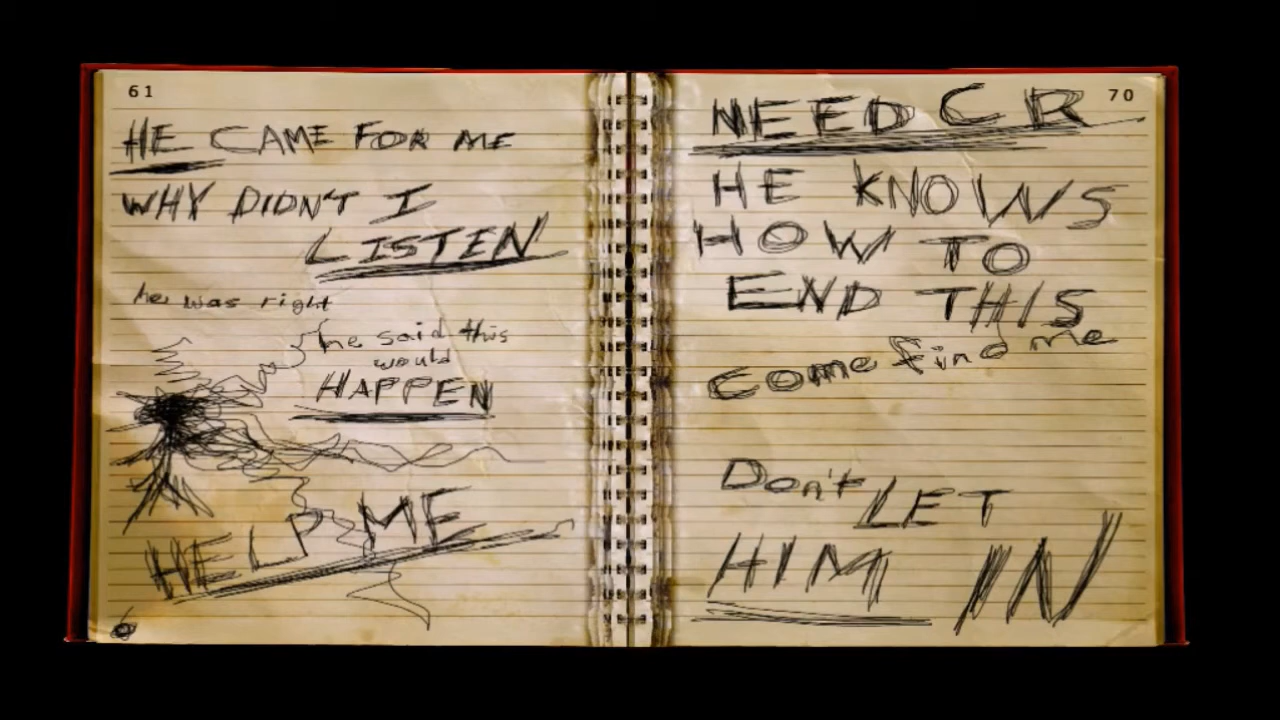 61
HE CAME FOR ME
WHY DIDN'T I
LISTEN
he was right
he said this
would
HAPPEN
HELP ME
70
NEED CR
HE KNOWS
HOW TO
END THIS
come find me
Don't LET
HIM IN